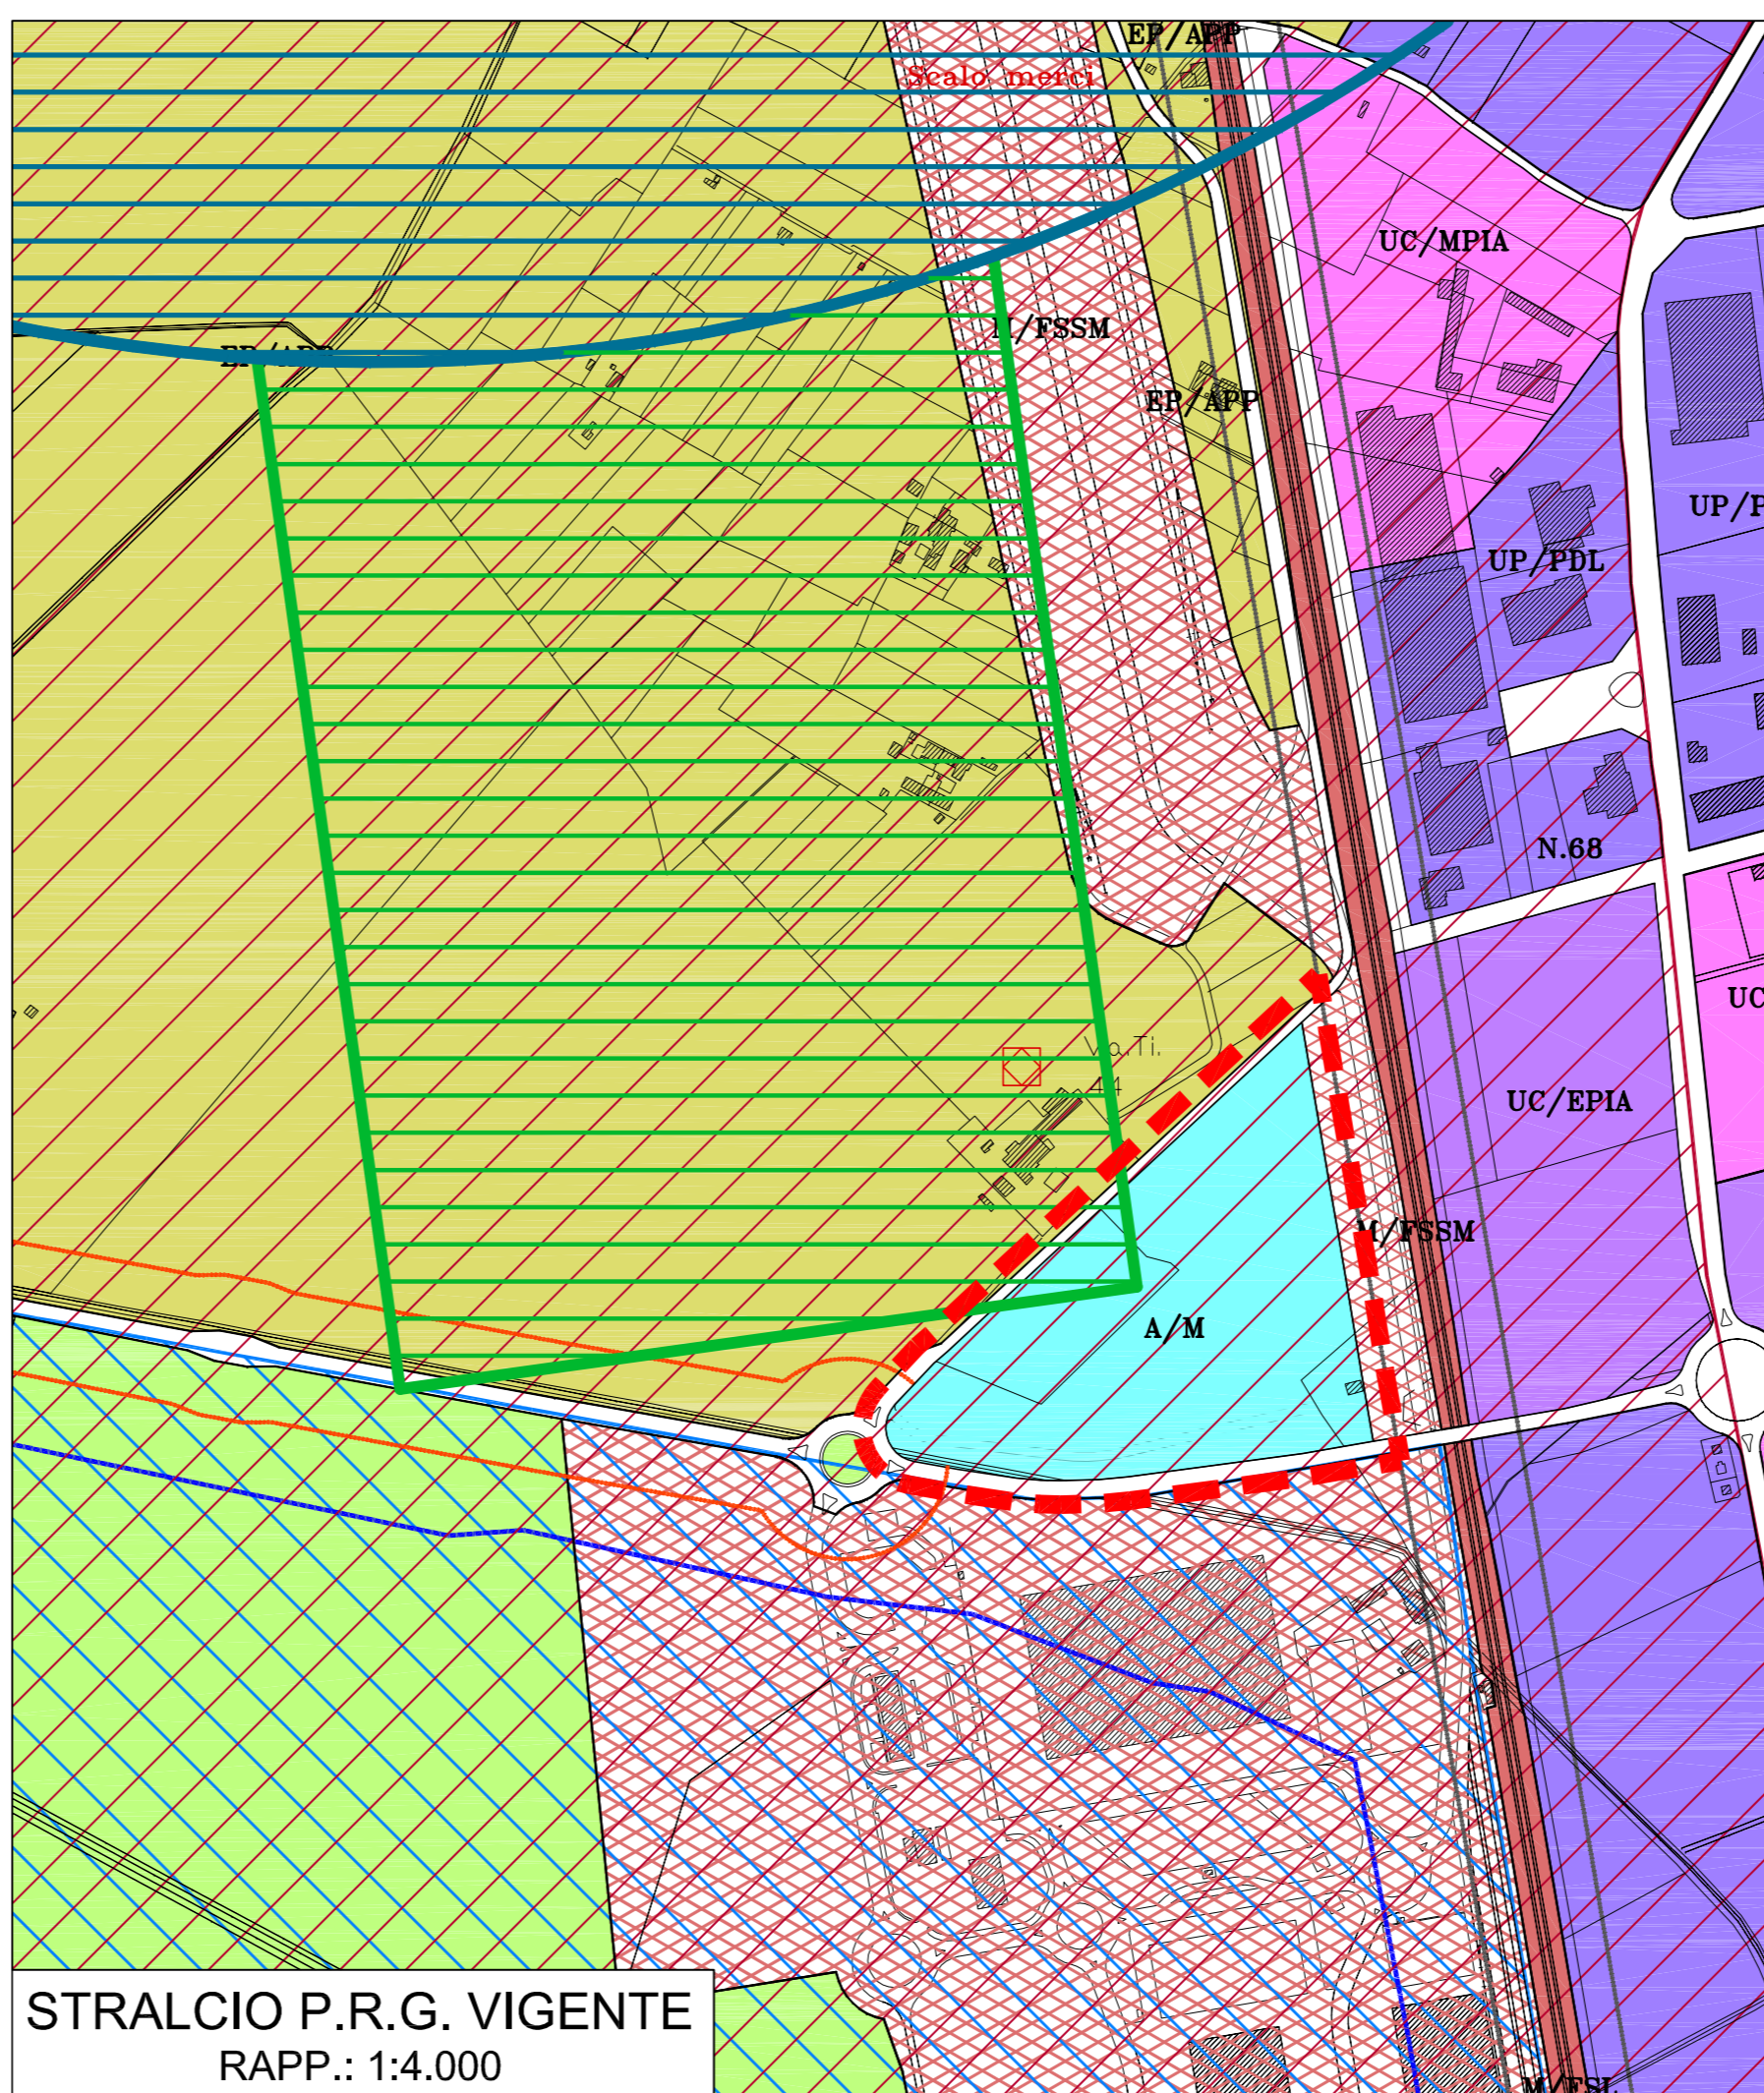 EP/APP
Scalo merci
UC/MPIA
M/FSSM
EP/APP
EP/APP
UP/P
UP/PDL
N.68
UC
Va.Ti.
44
UC/EPIA
M/FSSM
A/M
STRALCIO P.R.G. VIGENTE
RAPP.: 1:4.000
M/FSL